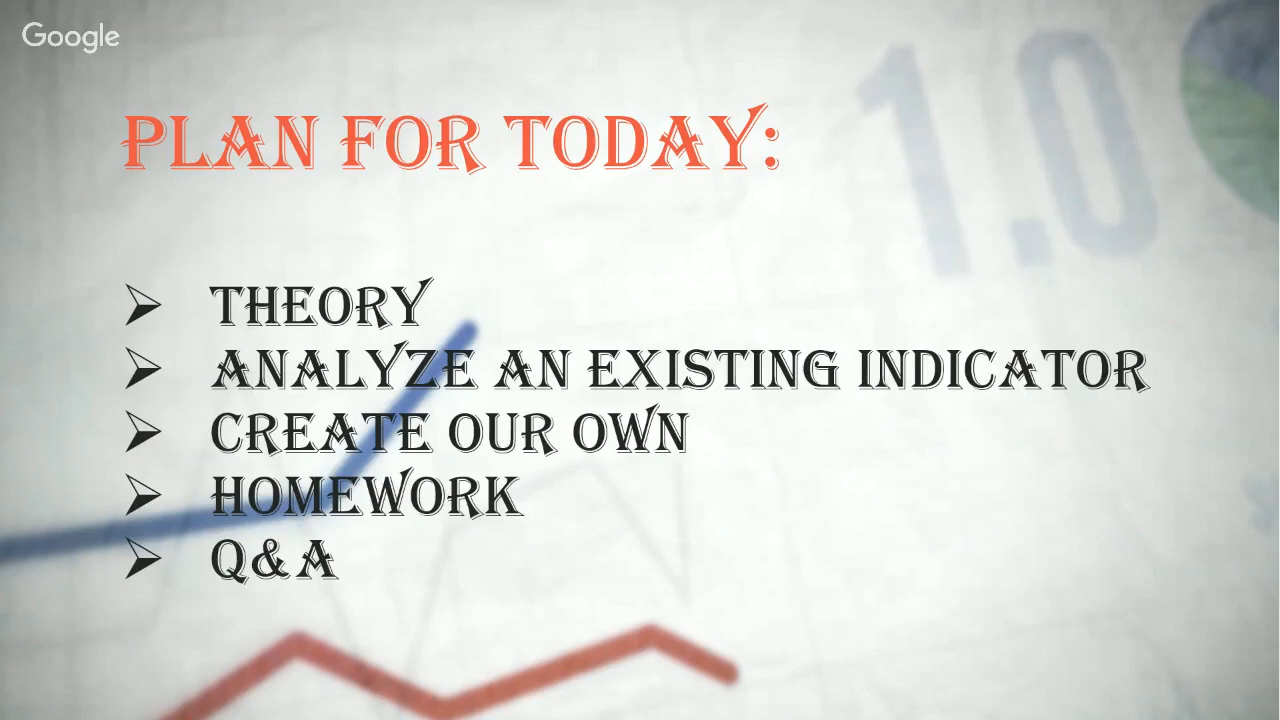 Google
PLAN FOR TODAY:
1.0
➢ THEORY
➢ ANALYZE AN EXISTING INDICATOR
➢ CREATE OUR OWN
➢ HOMEWORK
➢ Q&A